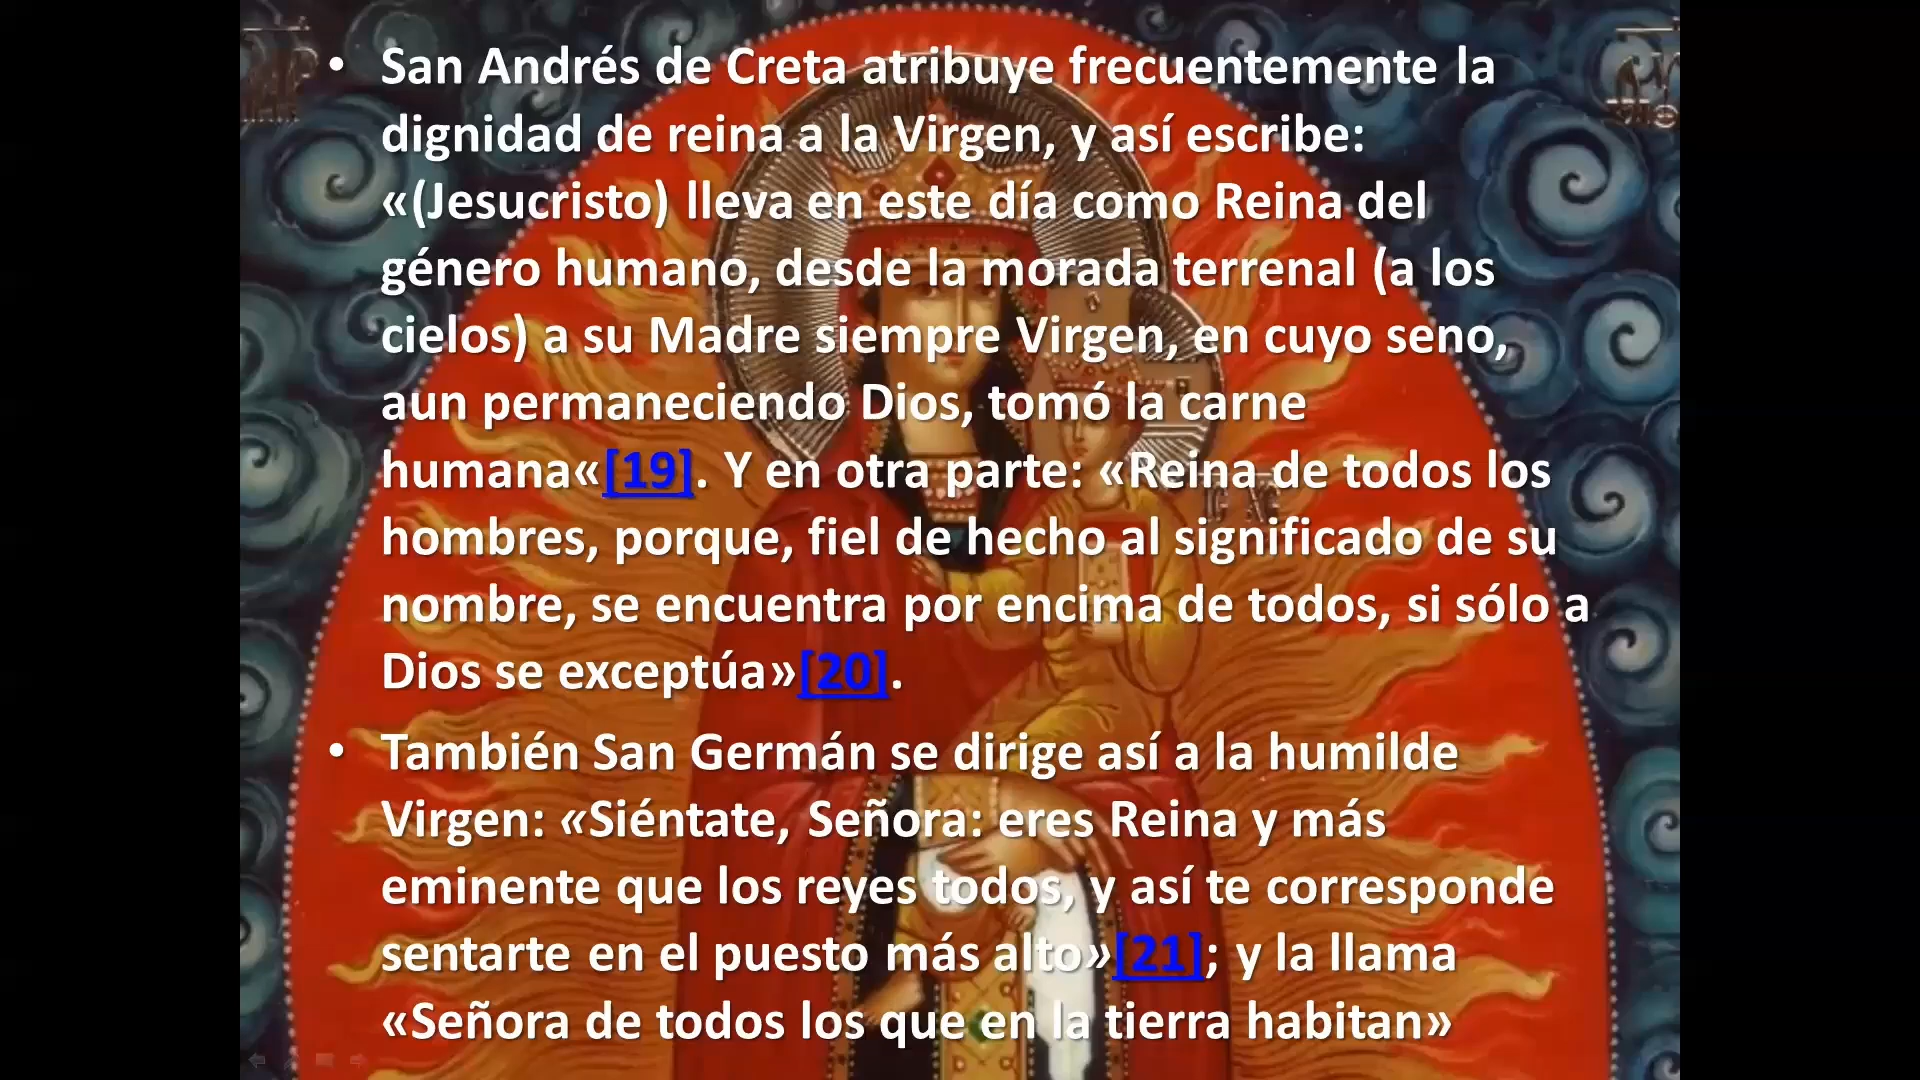 • San Andrés de Creta atribuye frecuentemente la
dignidad de reina a la Virgen, y así escribe:
«(Jesucristo) lleva en este día como Reina del
género humano, desde la morada terrenal (a los
cielos) a su Madre siempre Virgen, en cuyo seno,
aun permaneciendo Dios, tomó la carne
humana«[19]. Y en otra parte: «Reina de todos los
hombres, porque, fiel de hecho al significado de su
nombre, se encuentra por encima de todos, si sólo a
Dios se exceptúa»[20].
• También San Germán se dirige así a la humilde
Virgen: «Siéntate, Señora: eres Reina y más
eminente que los reyes todos, y así te corresponde
sentarte en el puesto más alto»[21]; y la llama
«Señora de todos los que en la tierra habitan»